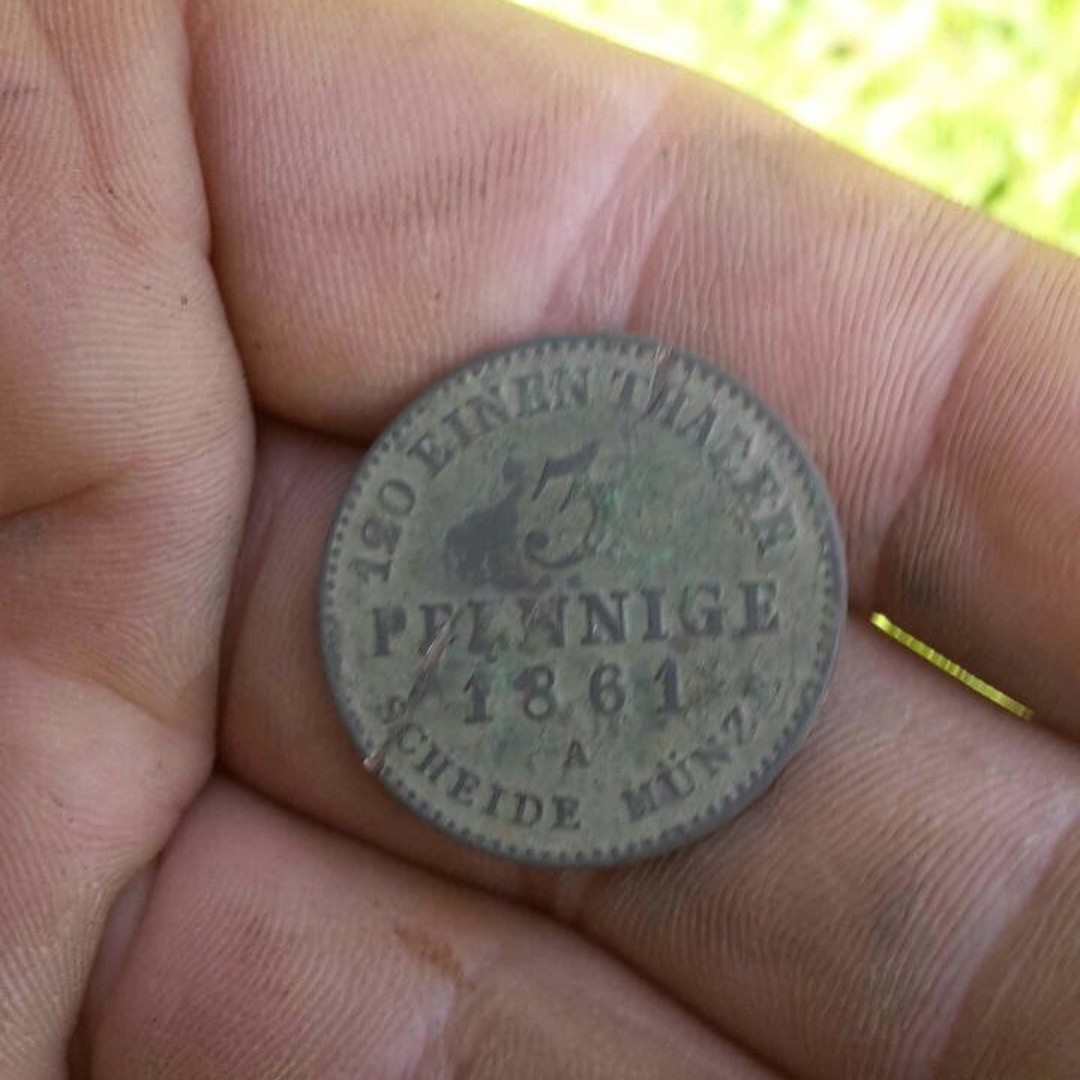 120 EINEN THALER
3
PFENNIGE
1861
A
SCHEIDE MÜNZE